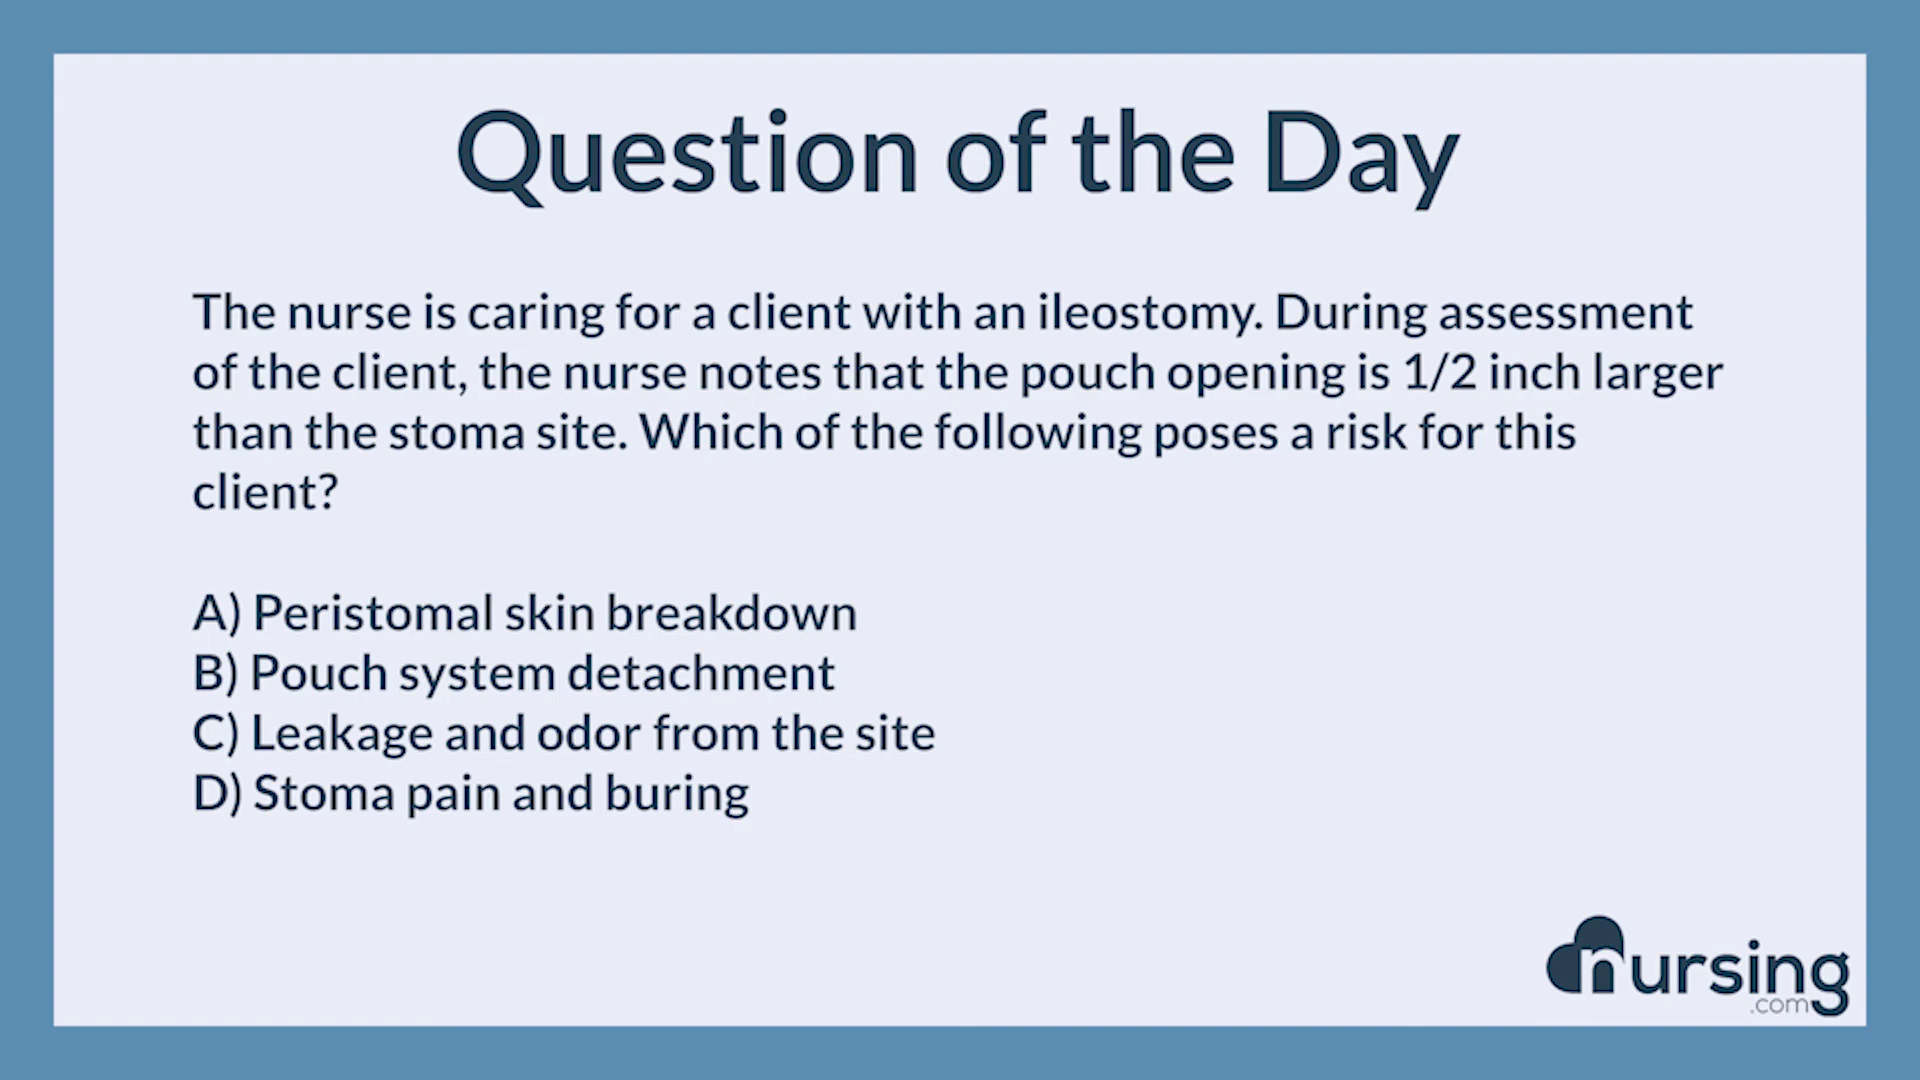 Question of the Day
The nurse is caring for a client with an ileostomy. During assessment
of the client, the nurse notes that the pouch opening is 1/2 inch larger
than the stoma site. Which of the following poses a risk for this
client?
A) Peristomal skin breakdown
B) Pouch system detachment
C) Leakage and odor from the site
D) Stoma pain and buring
nursing
.com